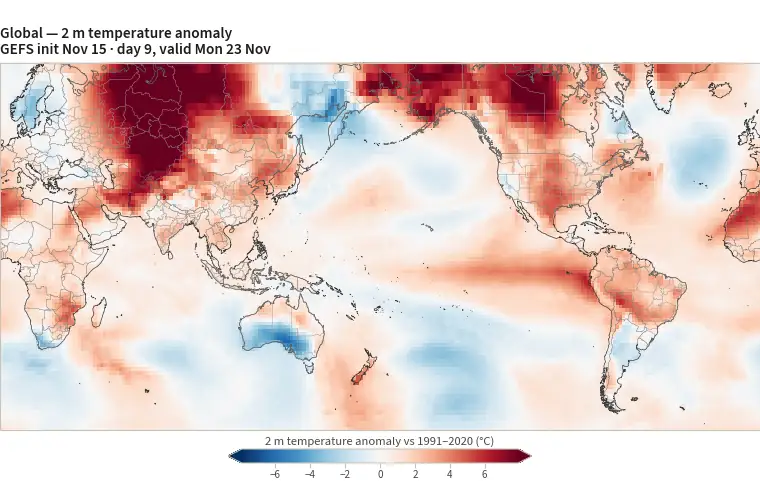 Global — 2 m temperature anomaly
GEFS init Nov 15 · day 9, valid Mon 23 Nov
2 m temperature anomaly vs 1991–2020 (°C)
−6 −4 −2 0 2 4 6